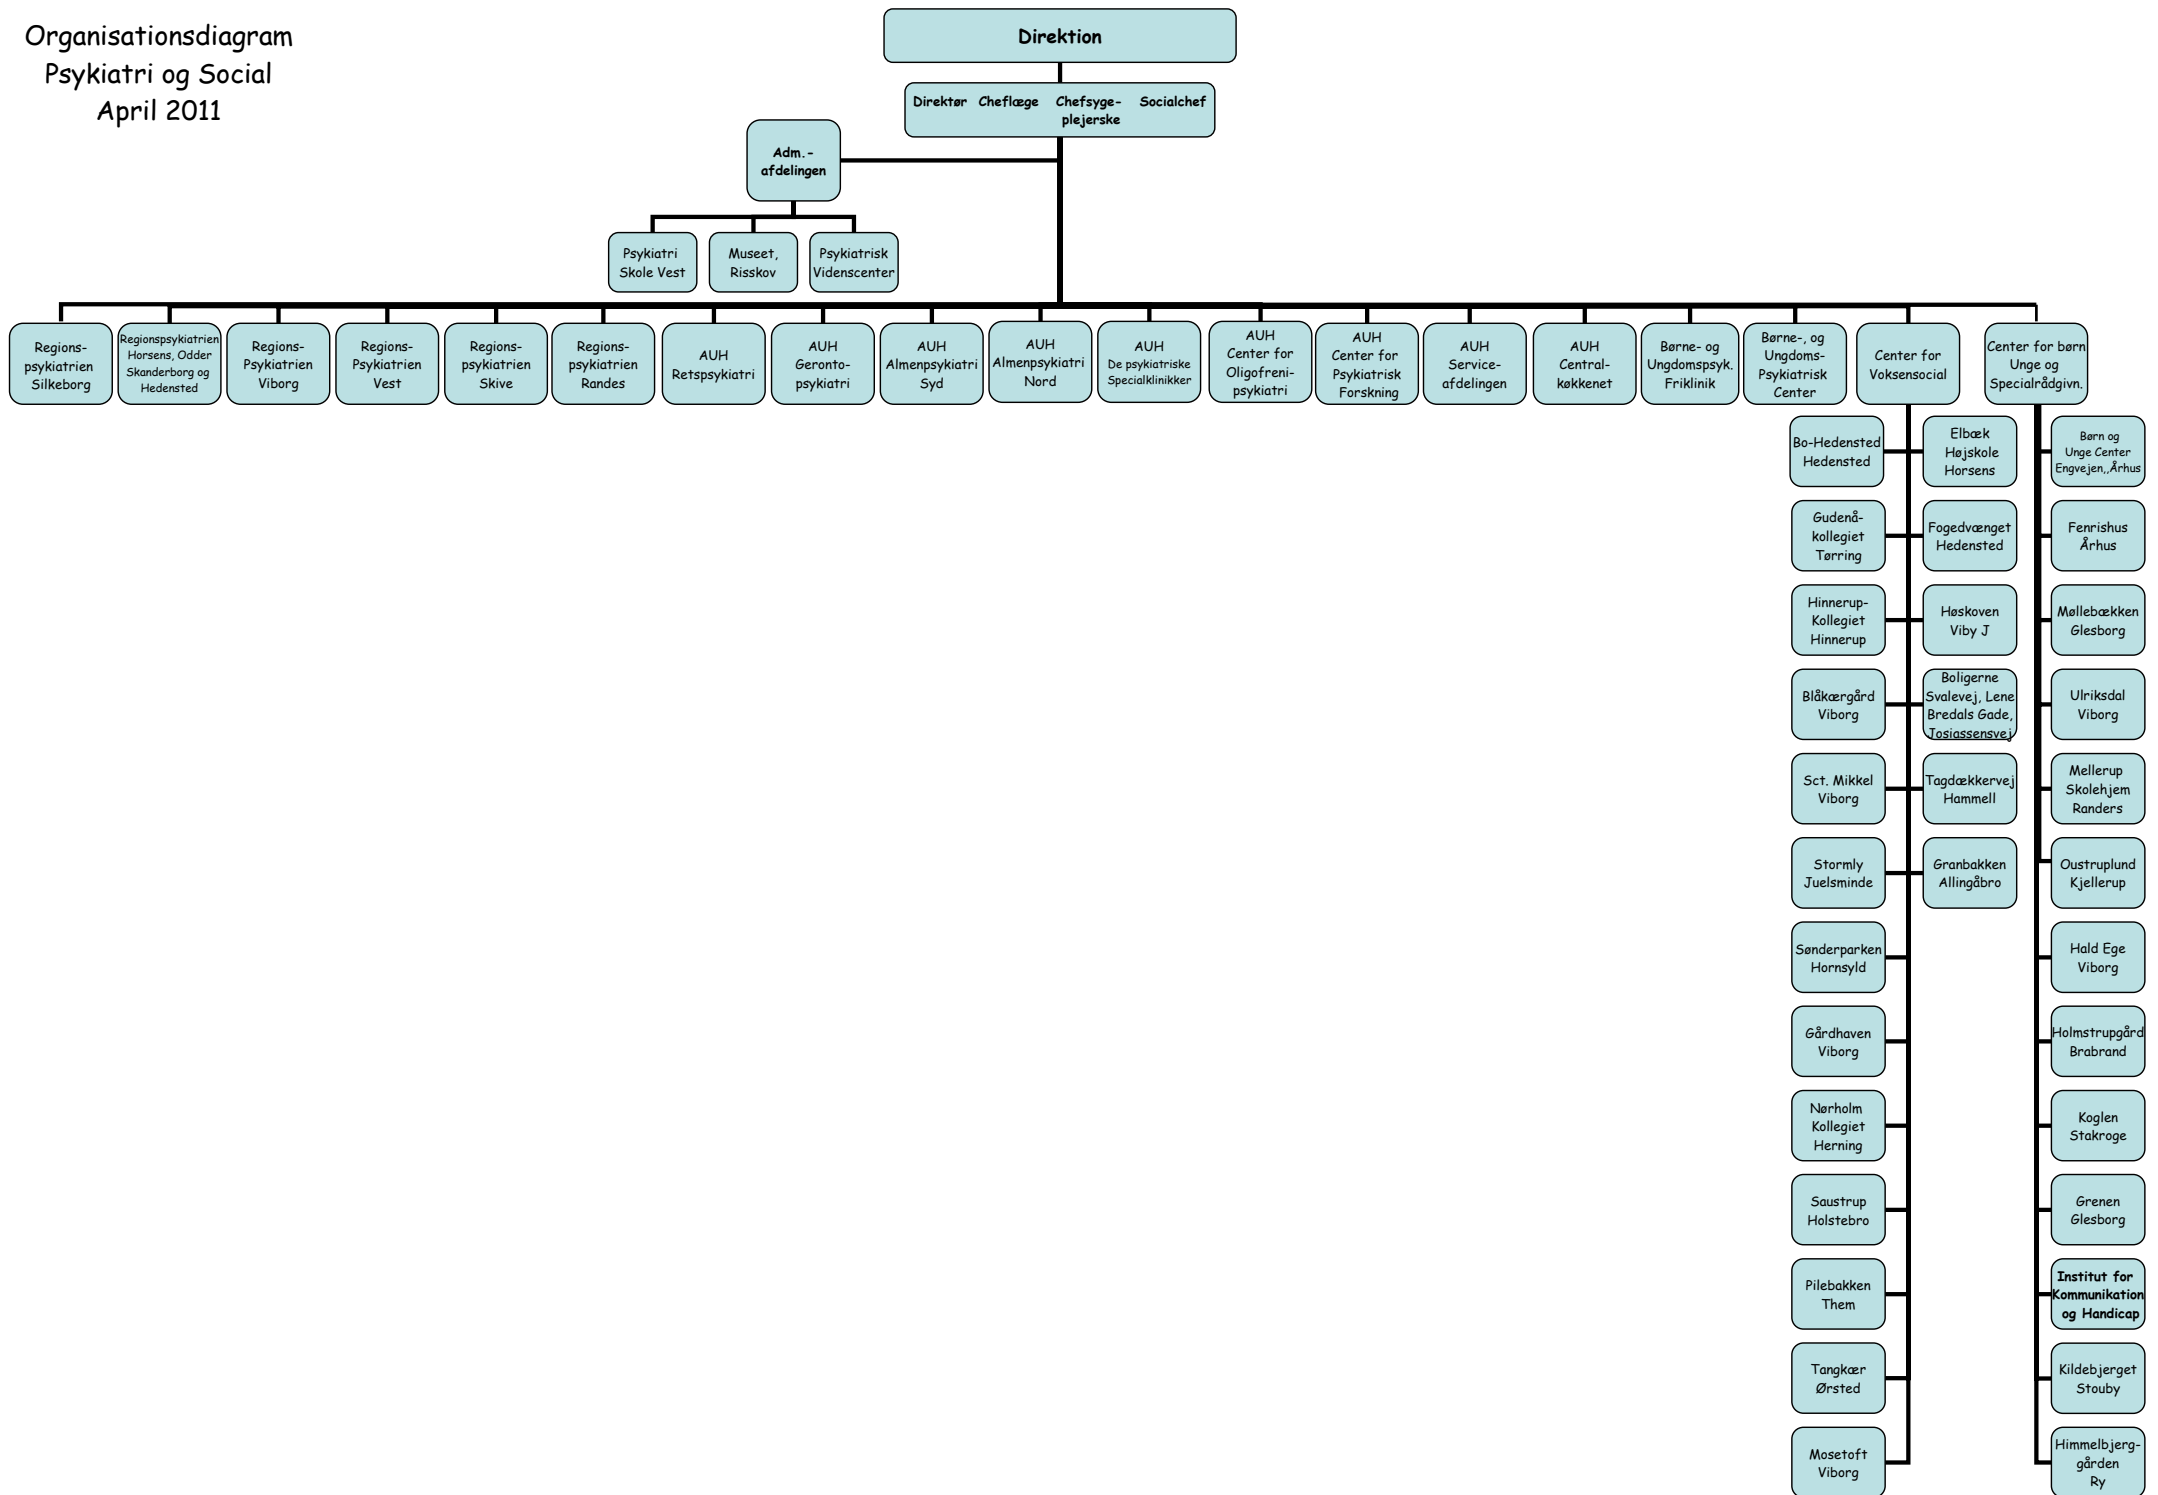 Organisationsdiagram
Psykiatri og Social
April 2011
Direktion
Direktør Cheflæge Chefsyge- Socialchef
plejerske
Adm.-
afdelingen
Psykiatri
Skole Vest
Museet,
Risskov
Psykiatrisk
Videnscenter
Regions-
psykiatrien
Silkeborg
Regionspsykiatrien
Horsens, Odder
Skanderborg og
Hedensted
Regions-
Psykiatrien
Viborg
Regions-
Psykiatrien
Vest
Regions-
psykiatrien
Skive
Regions-
psykiatrien
Randes
AUH
Retspsykiatri
AUH
Geronto-
psykiatri
AUH
Almenpsykiatri
Syd
AUH
Almenpsykiatri
Nord
AUH
De psykiatriske
Specialklinikker
AUH
Center for
Oligofreni-
psykiatri
AUH
Center for
Psykiatrisk
Forskning
AUH
Service-
afdelingen
AUH
Central-
køkkenet
Børne- og
Ungdomspsyk.
Friklinik
Børne-, og
Ungdoms-
Psykiatrisk
Center
Center for
Voksensocial
Center for børn
Unge og
Specialrådgivn.
Bo-Hedensted
Hedensted
Gudenå-
kollegiet
Tørring
Hinnerup-
Kollegiet
Hinnerup
Blåkærgård
Viborg
Sct. Mikkel
Viborg
Stormly
Juelsminde
Sønderparken
Hornsyld
Gårdhaven
Viborg
Nørholm
Kollegiet
Herning
Saustrup
Holstebro
Pilebakken
Them
Tangkær
Ørsted
Mosetoft
Viborg
Elbæk
Højskole
Horsens
Fogedvænget
Hedensted
Høskoven
Viby J
Boligerne
Svalevej, Lene
Bredals Gade,
Josiassensvej
Tagdækkervej
Hammell
Granbakken
Allingåbro
Børn og
Unge Center
Engvejen,,Århus
Fenrishus
Århus
Møllebækken
Glesborg
Ulriksdal
Viborg
Mellerup
Skolehjem
Randers
Oustruplund
Kjellerup
Hald Ege
Viborg
Holmstrupgård
Brabrand
Koglen
Stakroge
Grenen
Glesborg
Institut for
Kommunikation
og Handicap
Kildebjerget
Stouby
Himmelbjerg-
gården
Ry